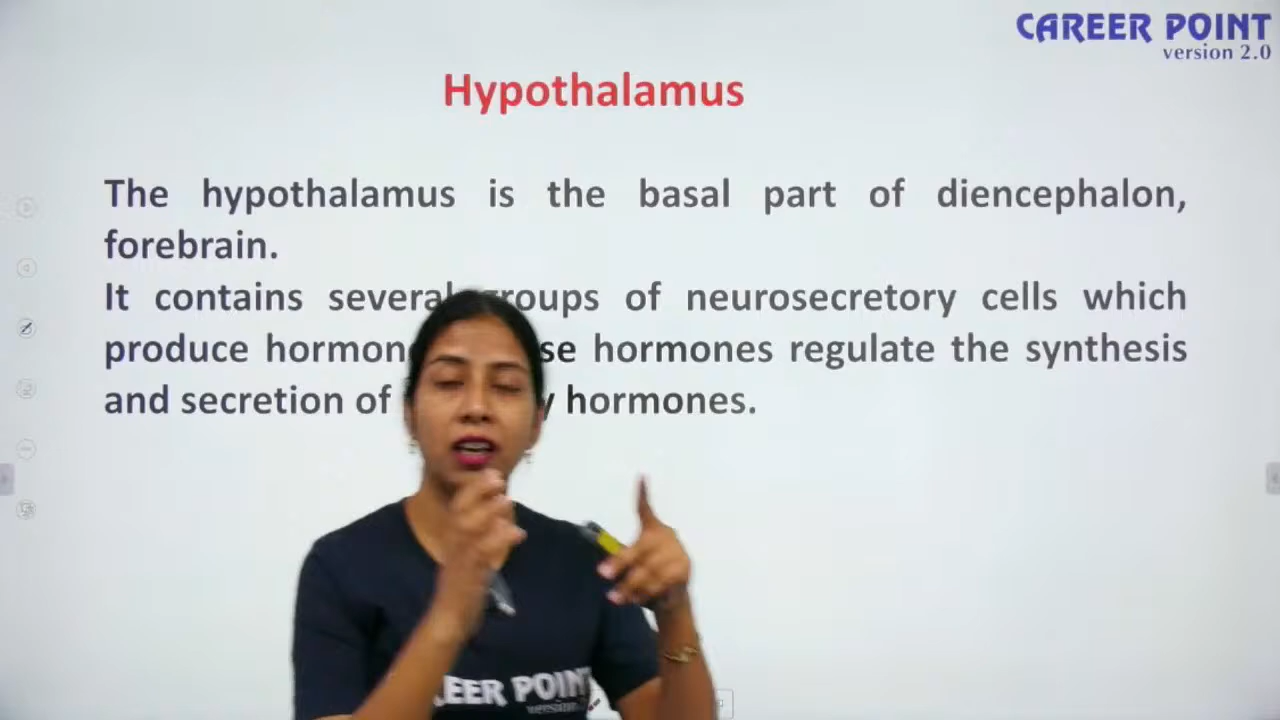 CAREER POINT
version 2.0
Hypothalamus
The hypothalamus is the basal part of diencephalon,
forebrain.
It contains several groups of neurosecretory cells which
produce hormon se hormones regulate the synthesis
and secretion of y hormones.
EER POINT
version